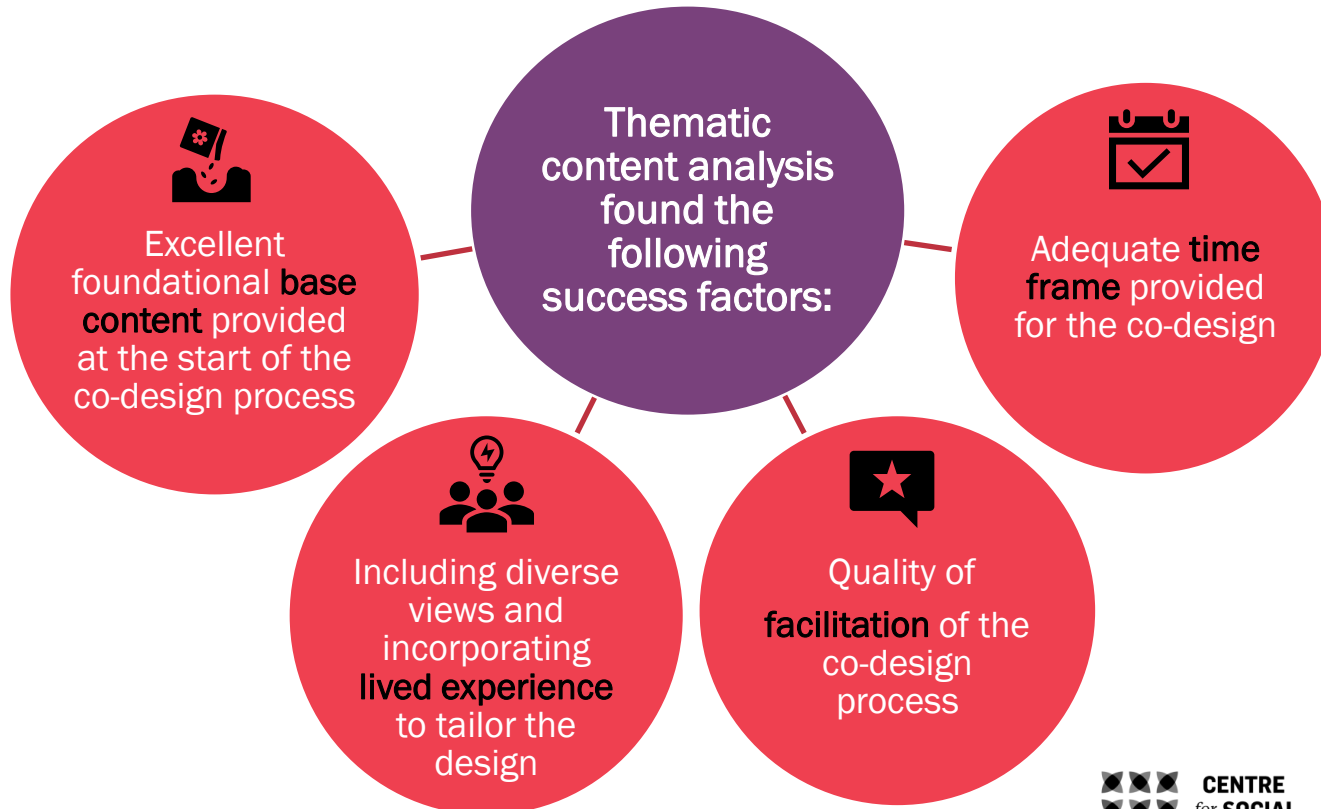 Thematic
content analysis
found the
following
success factors:
Excellent
foundational base
content provided
at the start of the
co-design process
Including diverse
views and
incorporating
lived experience
to tailor the
design
Quality of
facilitation of the
co-design
process
Adequate time
frame provided
for the co-design
CENTRE
for SOCIAL